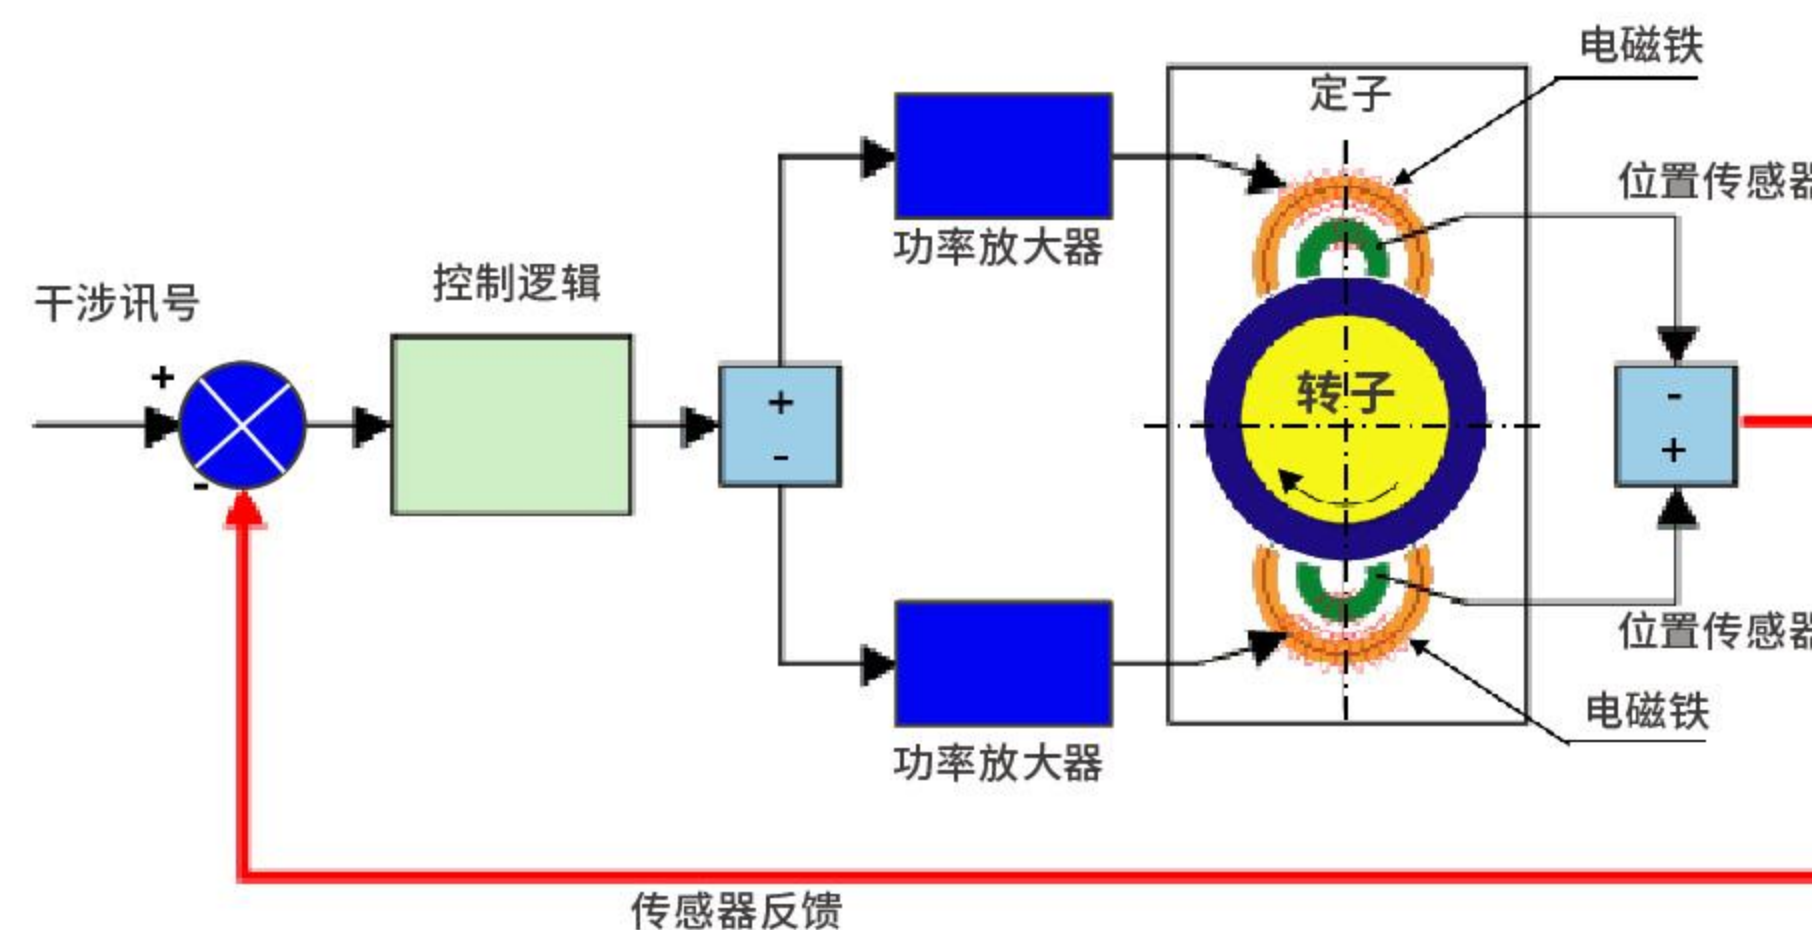 电磁铁
定子
位置传感器
功率放大器
控制逻辑
干涉讯号
+
-
+
-
转子
-
+
位置传感器
电磁铁
功率放大器
传感器反馈